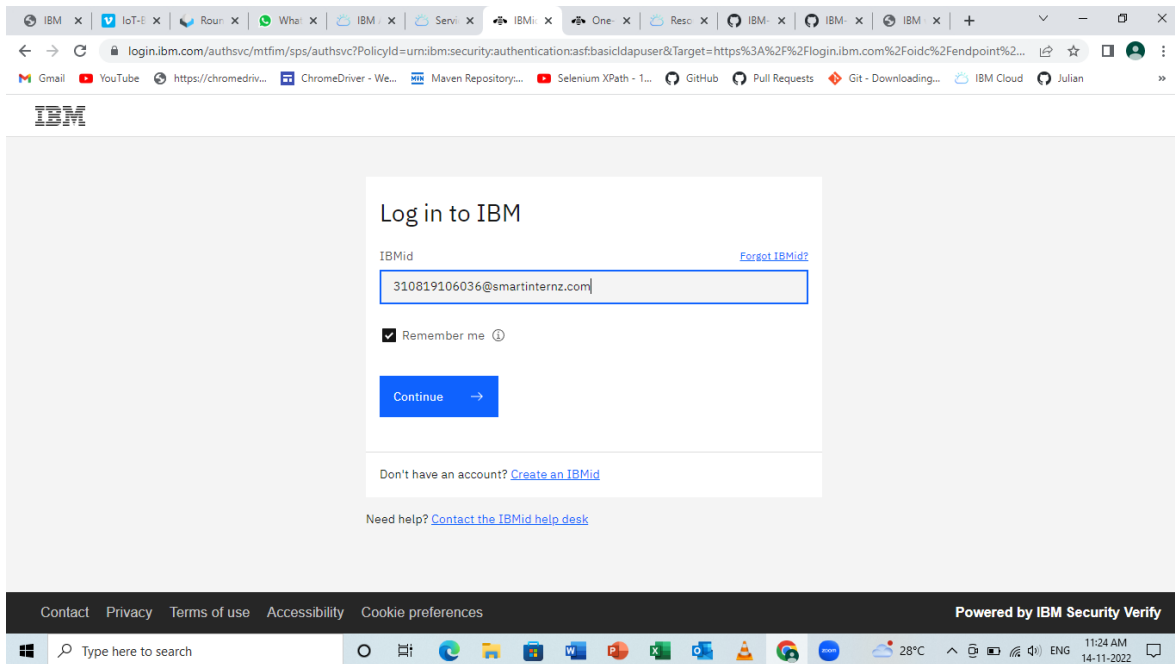 IBM IoT-E Roun What IBM / Servi IBMi One- Reso IBM- IBM- IBM
login.ibm.com/authsvc/mtfim/sps/authsvc?PolicyId=urn:ibm:security:authentication:asf:basicldapuser&Target=https%3A%2F%2Flogin.ibm.com%2Foidc%2Fendpoint%2...
Gmail YouTube https://chromedriv... ChromeDriver - We... Maven Repository:... Selenium XPath - 1... GitHub Pull Requests Git - Downloading... IBM Cloud Julian »
IBM
Log in to IBM
IBMid Forgot IBMid?
310819106036@smartinternz.com
Remember me
Continue →
Don't have an account? Create an IBMid
Need help? Contact the IBMid help desk
Contact Privacy Terms of use Accessibility Cookie preferences Powered by IBM Security Verify
Type here to search 28°C ENG 11:24 AM
14-11-2022